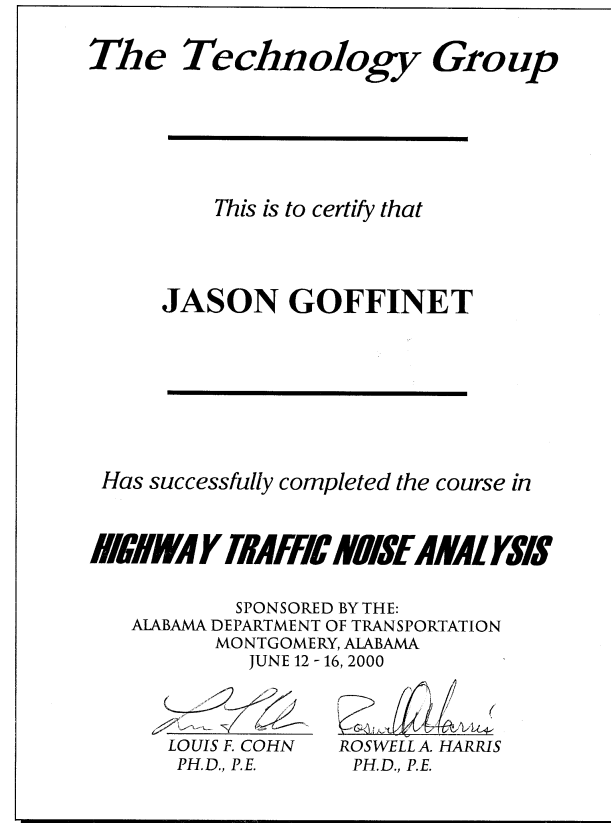 The Technology Group
This is to certify that
JASON GOFFINET
Has successfully completed the course in
HIGHWAY TRAFFIC NOISE ANALYSIS
SPONSORED BY THE:
ALABAMA DEPARTMENT OF TRANSPORTATION
MONTGOMERY, ALABAMA
JUNE 12 - 16, 2000
Roswell A Harris
LOUIS F. COHN ROSWELL A. HARRIS
PH.D., P.E. PH.D., P.E.